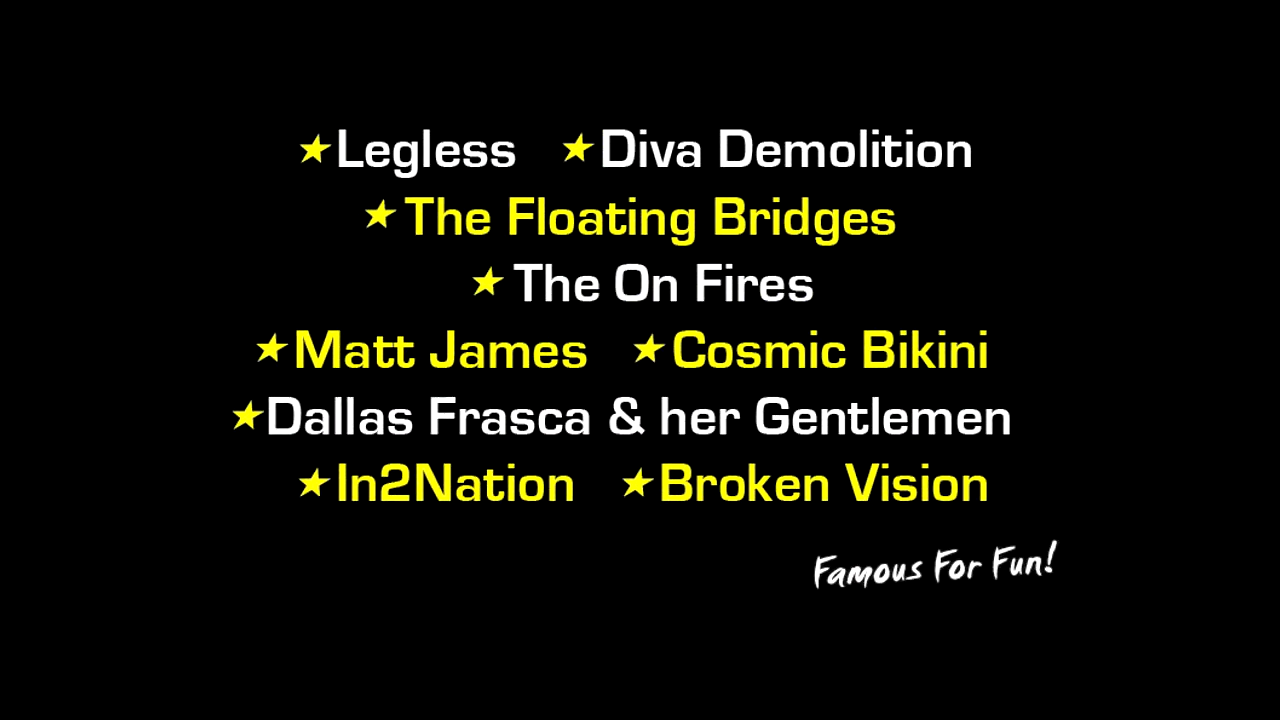 ★Legless ★Diva Demolition
★The Floating Bridges
★The On Fires
★Matt James ★Cosmic Bikini
★Dallas Frasca & her Gentlemen
★In2Nation ★Broken Vision
Famous For Fun!